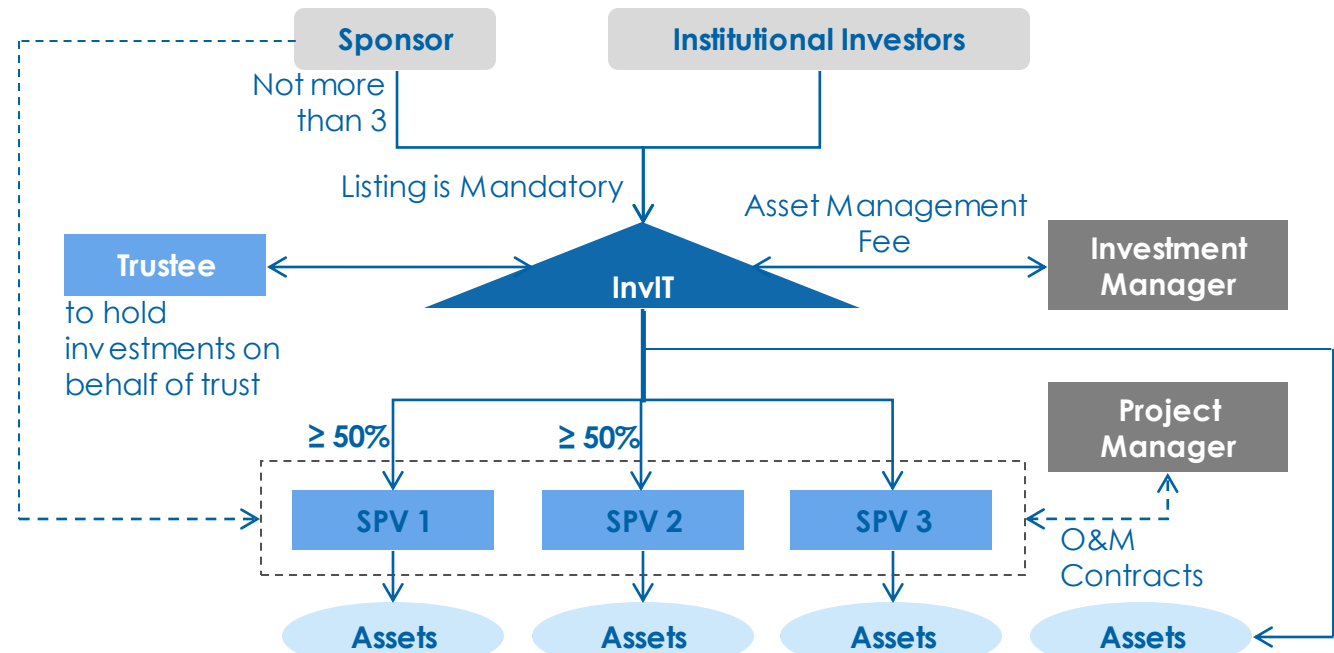 Sponsor
Institutional Investors
Not more
than 3
Listing is Mandatory
Asset Management
Fee
Trustee
InvIT
Investment
Manager
to hold
investments on
behalf of trust
Project
Manager
≥ 50%
≥ 50%
SPV 1
SPV 2
SPV 3
O&M
Contracts
Assets
Assets
Assets
Assets